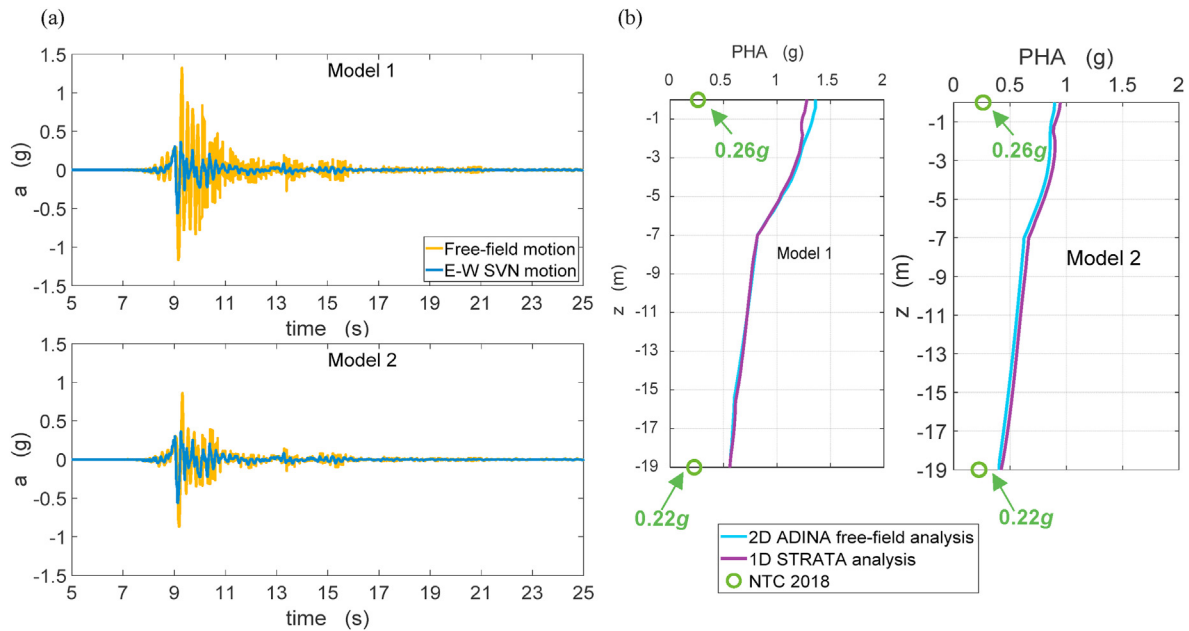 (a)
1.5
1
0.5
0
-0.5
-1
-1.5
a (g)
Model 1
Free-field motion
E-W SVN motion
5 7 9 11 13 15 17 19 21 23 25
time (s)
1.5
1
0.5
0
-0.5
-1
-1.5
a (g)
Model 2
5 7 9 11 13 15 17 19 21 23 25
time (s)
(b)
PHA (g)
0 0.5 1 1.5 2
-1
-3
-5
-7
-9
-11
-13
-15
-17
-19
z (m)
0.26g
Model 1
0.22g
PHA (g)
0 0.5 1 1.5 2
-1
-3
-5
-7
-9
-11
-13
-15
-17
-19
z (m)
0.26g
Model 2
0.22g
2D ADINA free-field analysis
1D STRATA analysis
NTC 2018